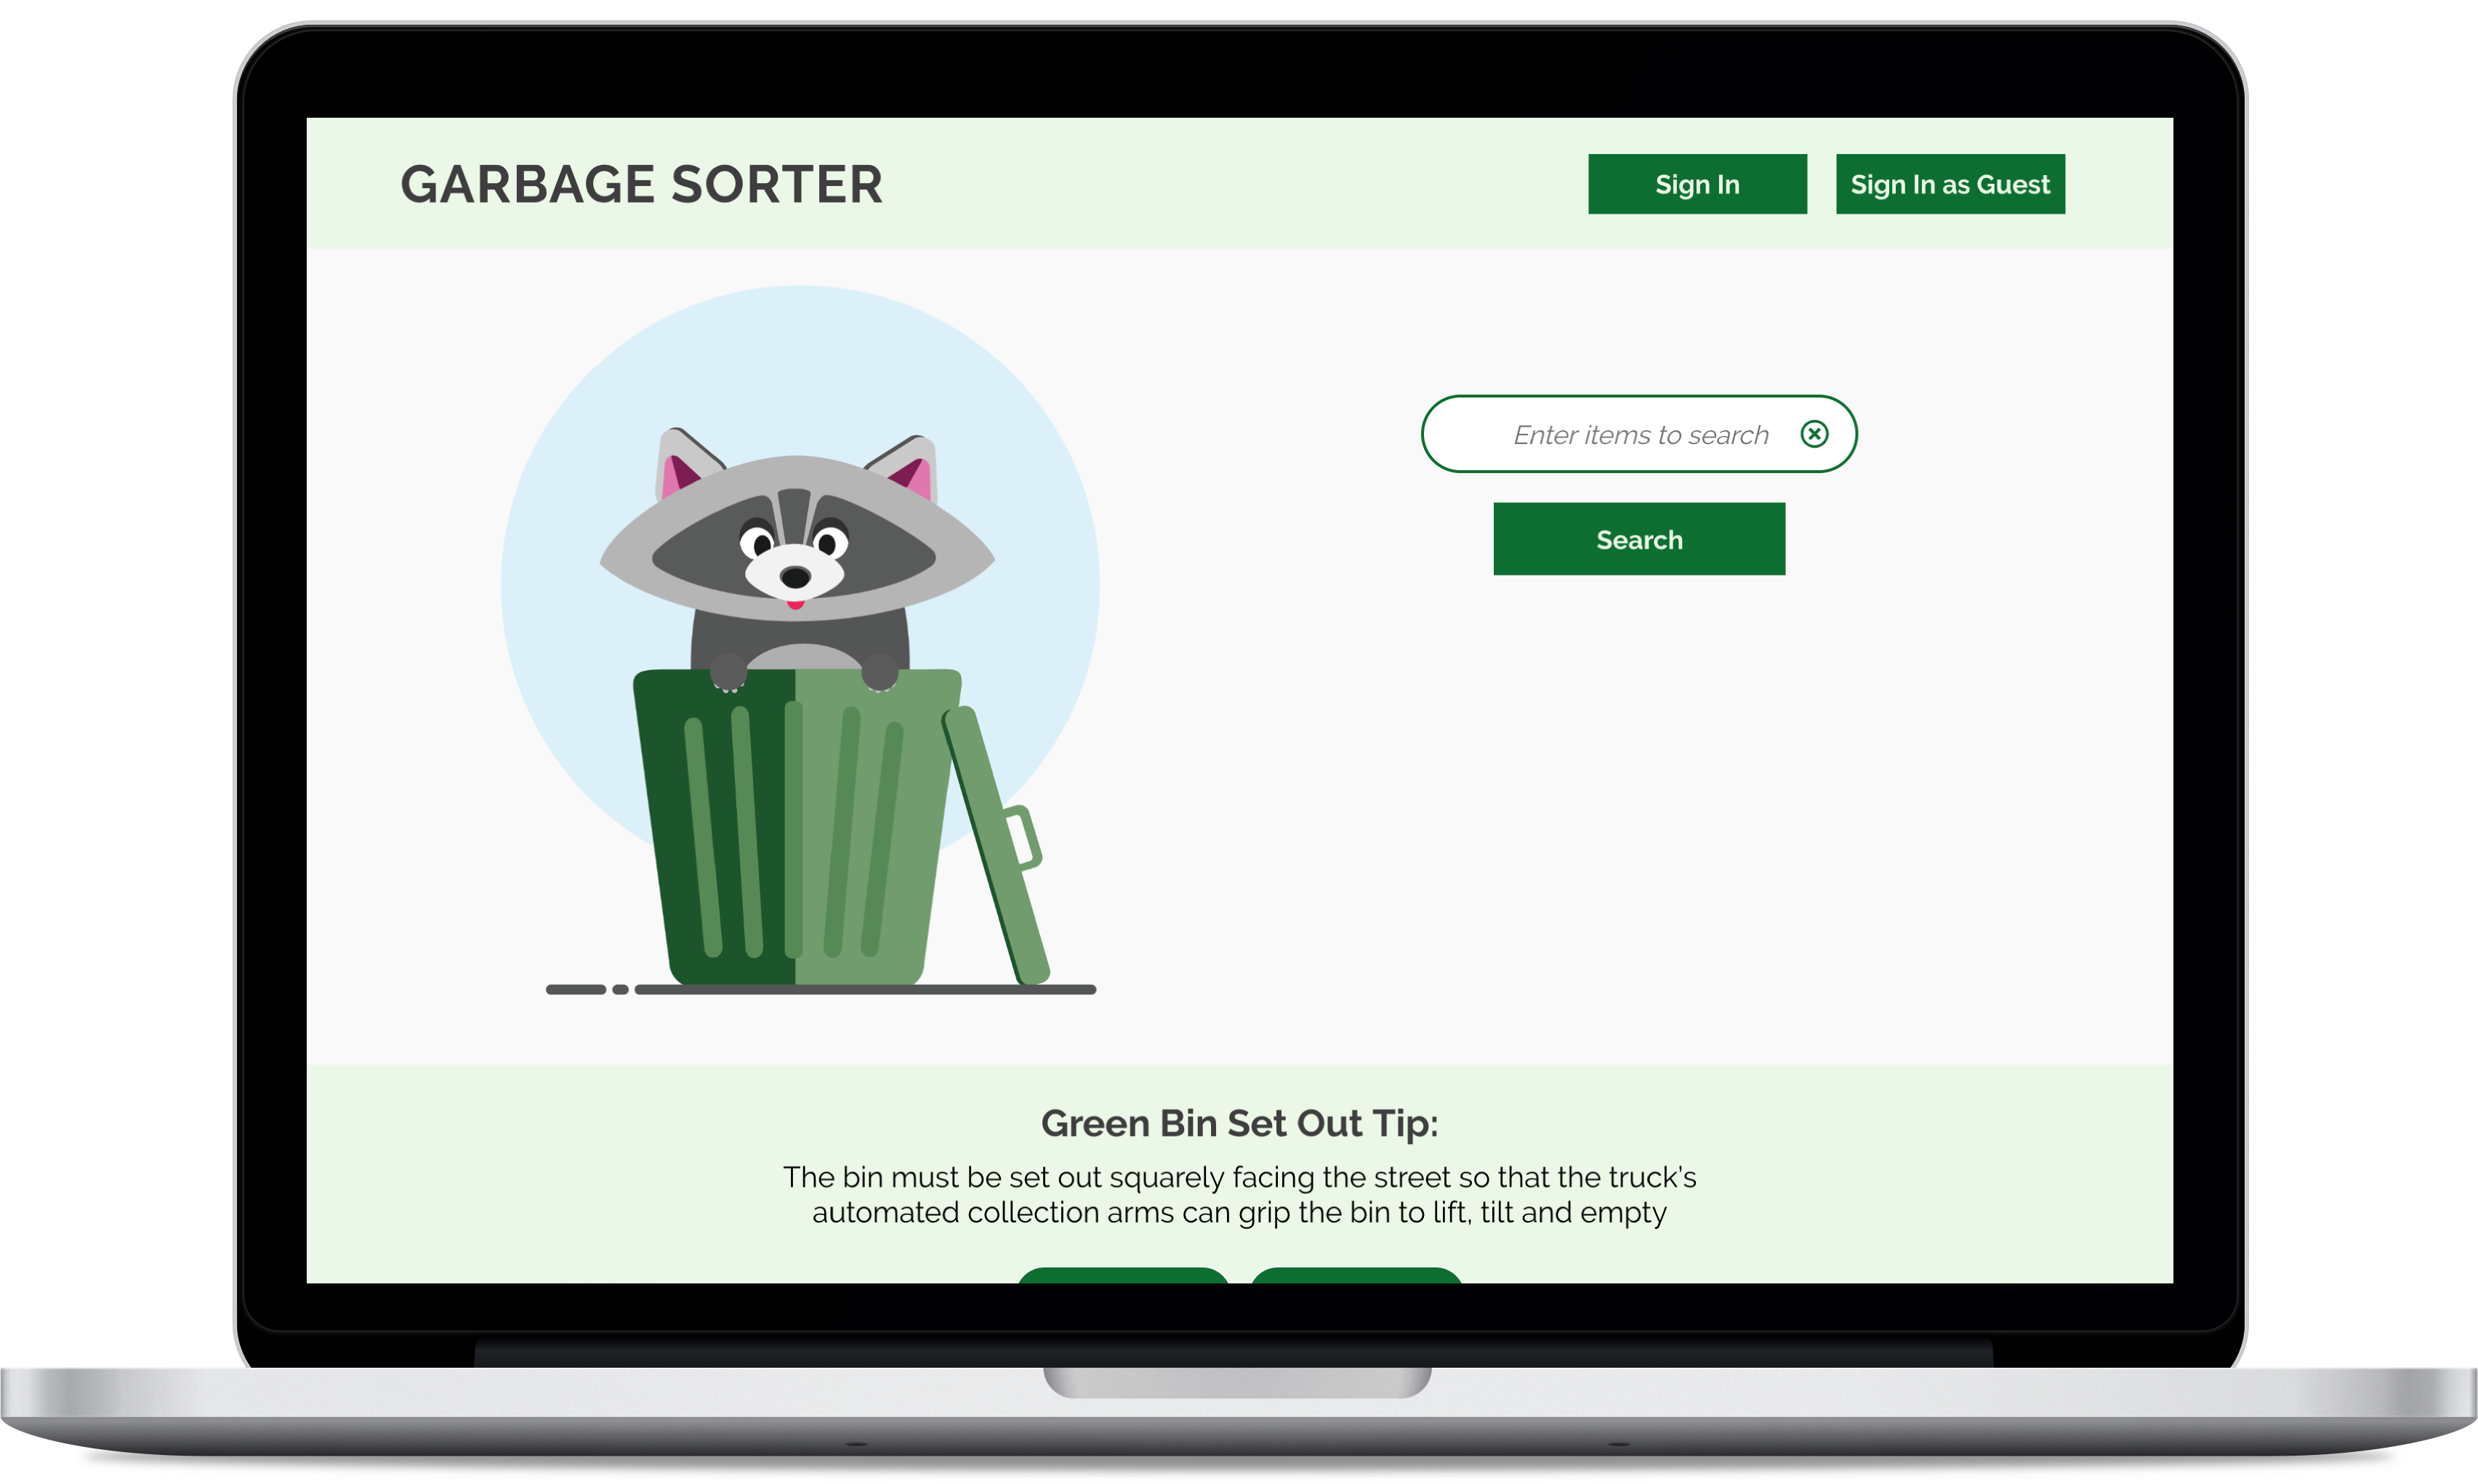 GARBAGE SORTER
Sign In
Sign In as Guest
Enter items to search
Search
Green Bin Set Out Tip:
The bin must be set out squarely facing the street so that the truck's
automated collection arms can grip the bin to lift, tilt and empty